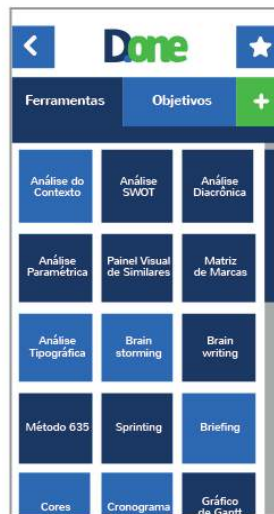 D.one
Ferramentas
Objetivos
+
Análise do
Contexto
Análise
SWOT
Análise
Diacrônica
Análise
Paramétrica
Painel Visual
de Similares
Matriz
de Marcas
Análise
Tipográfica
Brain
storming
Brain
writing
Método 635
Sprinting
Briefing
Cores
Cronograma
Gráfico
de Gantt